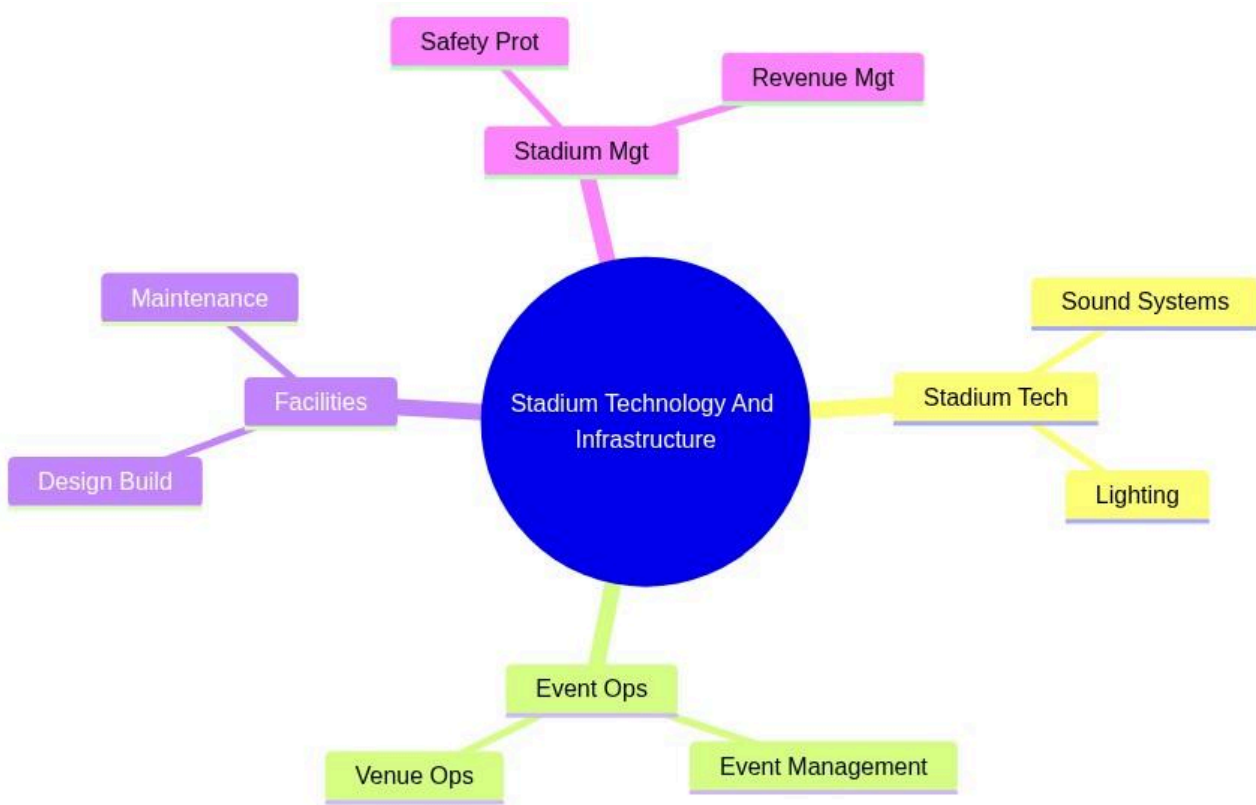 Safety Prot
Revenue Mgt
Stadium Mgt
Maintenance
Sound Systems
Facilities
Stadium Technology And
Infrastructure
Stadium Tech
Design Build
Lighting
Event Ops
Venue Ops
Event Management